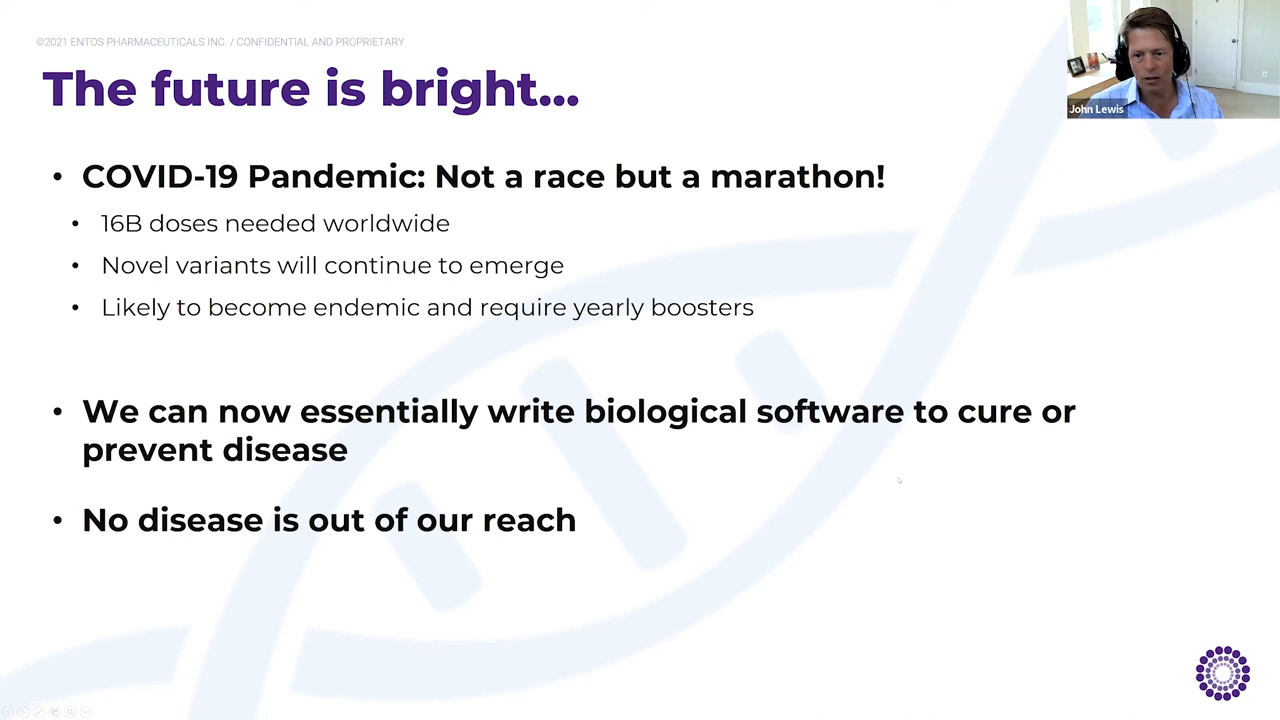 ©2021 ENTOS PHARMACEUTICALS INC. / CONFIDENTIAL AND PROPRIETARY
The future is bright...
John Lewis
• COVID-19 Pandemic: Not a race but a marathon!
• 16B doses needed worldwide
• Novel variants will continue to emerge
• Likely to become endemic and require yearly boosters
• We can now essentially write biological software to cure or
prevent disease
• No disease is out of our reach